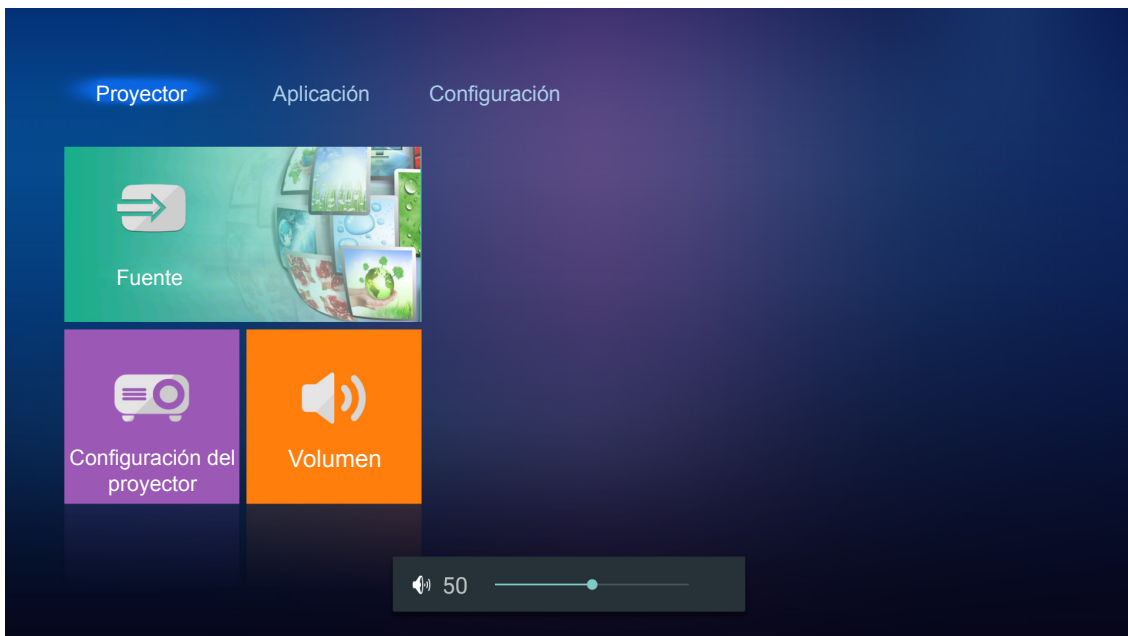 Proyector
Aplicación
Configuración
Fuente
Configuración del
proyector
Volumen
50